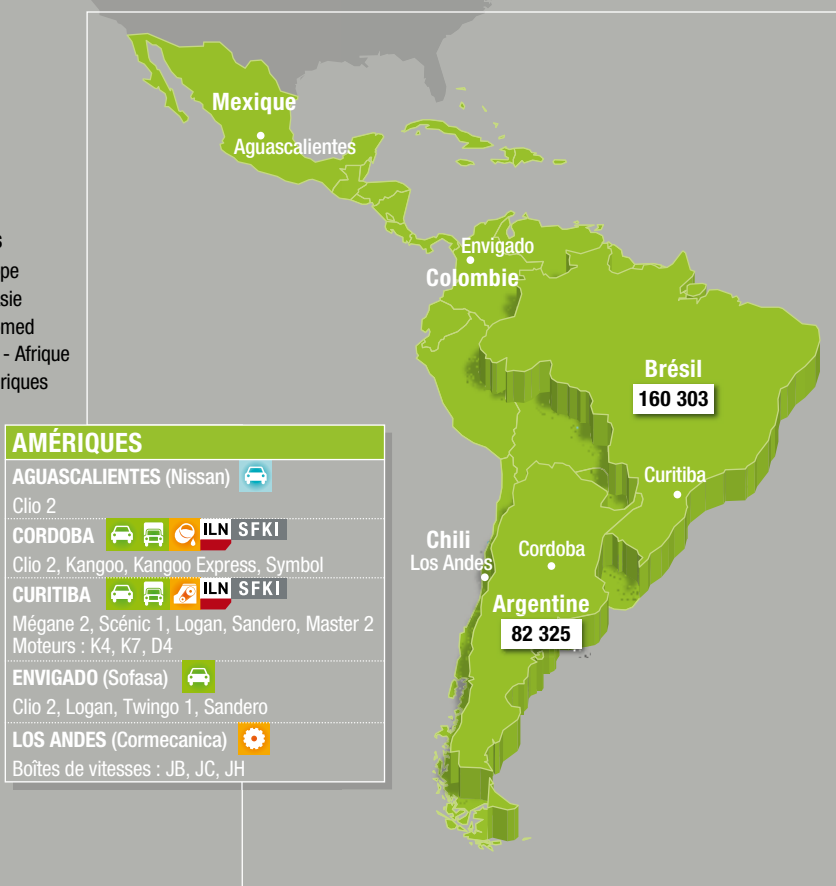 Mexique
Aguascalientes
Envigado
Colombie
Brésil
160 303
Curitiba
Chili
Los Andes
Cordoba
Argentine
82 325
s
pe
sie
med
- Afrique
riques
AMÉRIQUES
AGUASCALIENTES (Nissan)
Clio 2
CORDOBA ILN SFKI
Clio 2, Kangoo, Kangoo Express, Symbol
CURITIBA ILN SFKI
Mégane 2, Scénic 1, Logan, Sandero, Master 2
Moteurs : K4, K7, D4
ENVIGADO (Sofasa)
Clio 2, Logan, Twingo 1, Sandero
LOS ANDES (Cormecanica)
Boîtes de vitesses : JB, JC, JH